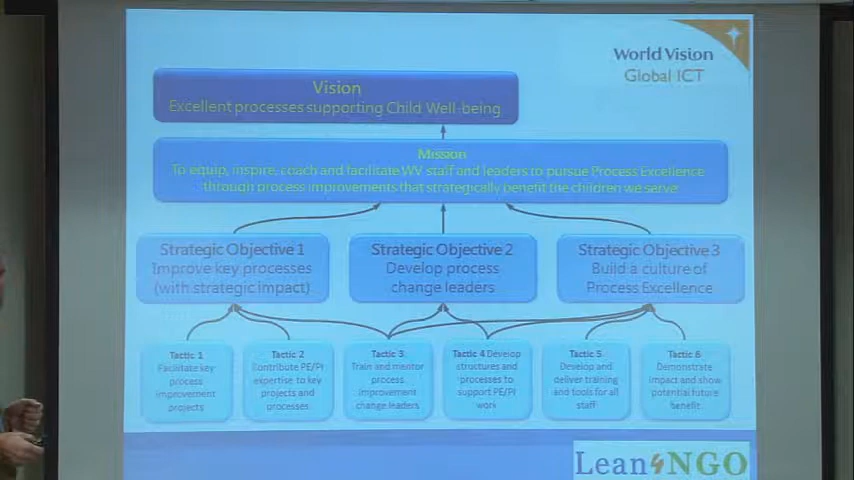 World Vision
Global ICT
Vision
Excellent processes supporting Child Well-being
Mission
To equip, inspire, coach and facilitate WV staff and leaders to pursue Process Excellence
through process improvements that strategically benefit the children we serve
Strategic Objective 1
Improve key processes
(with strategic impact)
Strategic Objective 2
Develop process
change leaders
Strategic Objective 3
Build a culture of
Process Excellence
Tactic 1
Facilitate key
process
improvement
projects
Tactic 2
Contribute PE/PI
expertise to key
projects and
processes
Tactic 3
Train and mentor
process
improvement
change leaders
Tactic 4 Develop
structures and
processes to
support PE/PI
work
Tactic 5
Develop and
deliver training
and tools for all
staff
Tactic 6
Demonstrate
impact and show
potential future
benefit
Lean4NGO